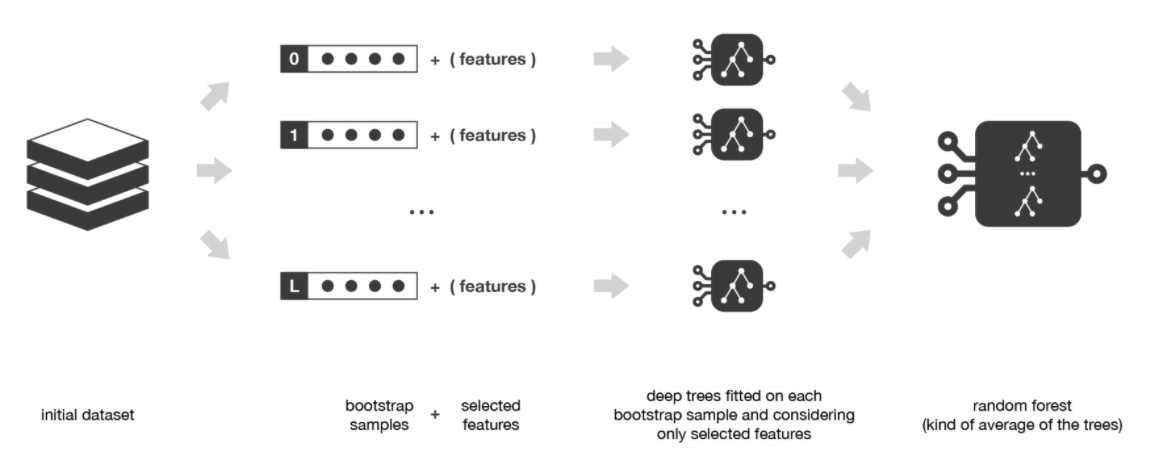 0 + ( features )
1 + ( features )
...
...
L + ( features )
initial dataset
bootstrap
samples
+
selected
features
deep trees fitted on each
bootstrap sample and considering
only selected features
random forest
(kind of average of the trees)